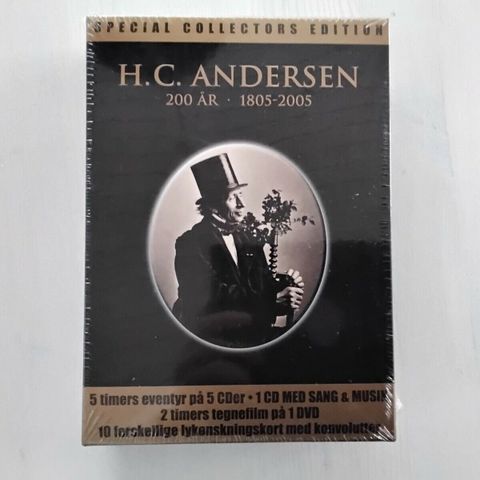 SPECIAL COLLECTORS EDITION
H.C. ANDERSEN
200 ÅR · 1805-2005
5 timers eventyr på 5 CDer • 1 CD MED SANG & MUSIK
2 timers tegnefilm på 1 DVD
10 forskellige lykønskningskort med konvolutter